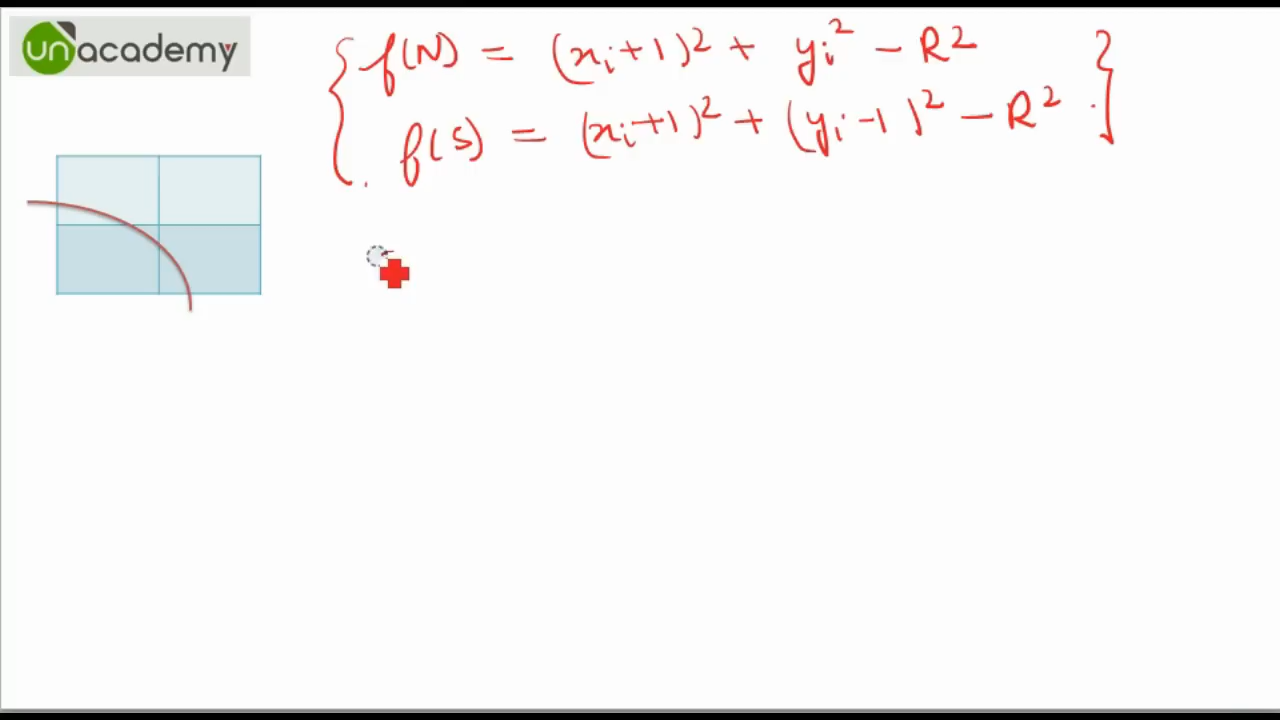 unacademy
f(N) = (xi+1)² + yi² - R²
f(S) = (xi+1)² + (yi-1)² - R²